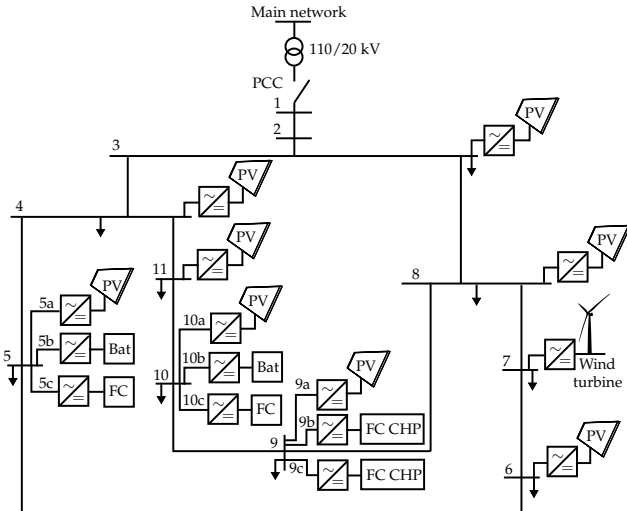 Main network
110/20 kV
PCC
1
2
3
PV
4
PV
11
PV
8
PV
5a
PV
5b
Bat
5
5c
FC
10a
PV
10b
Bat
10
10c
FC
9a
PV
9b
FC CHP
9
9c
FC CHP
7
Wind
turbine
PV
6